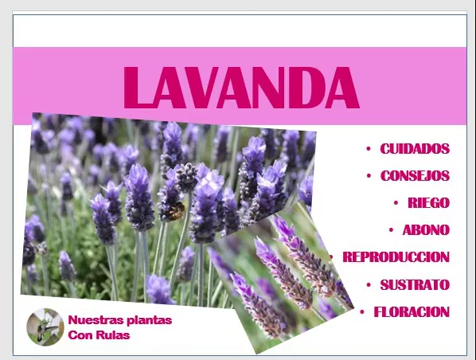 LAVANDA
• CUIDADOS
• CONSEJOS
• RIEGO
• ABONO
• REPRODUCCION
• SUSTRATO
• FLORACION
Nuestras plantas
Con Rulas